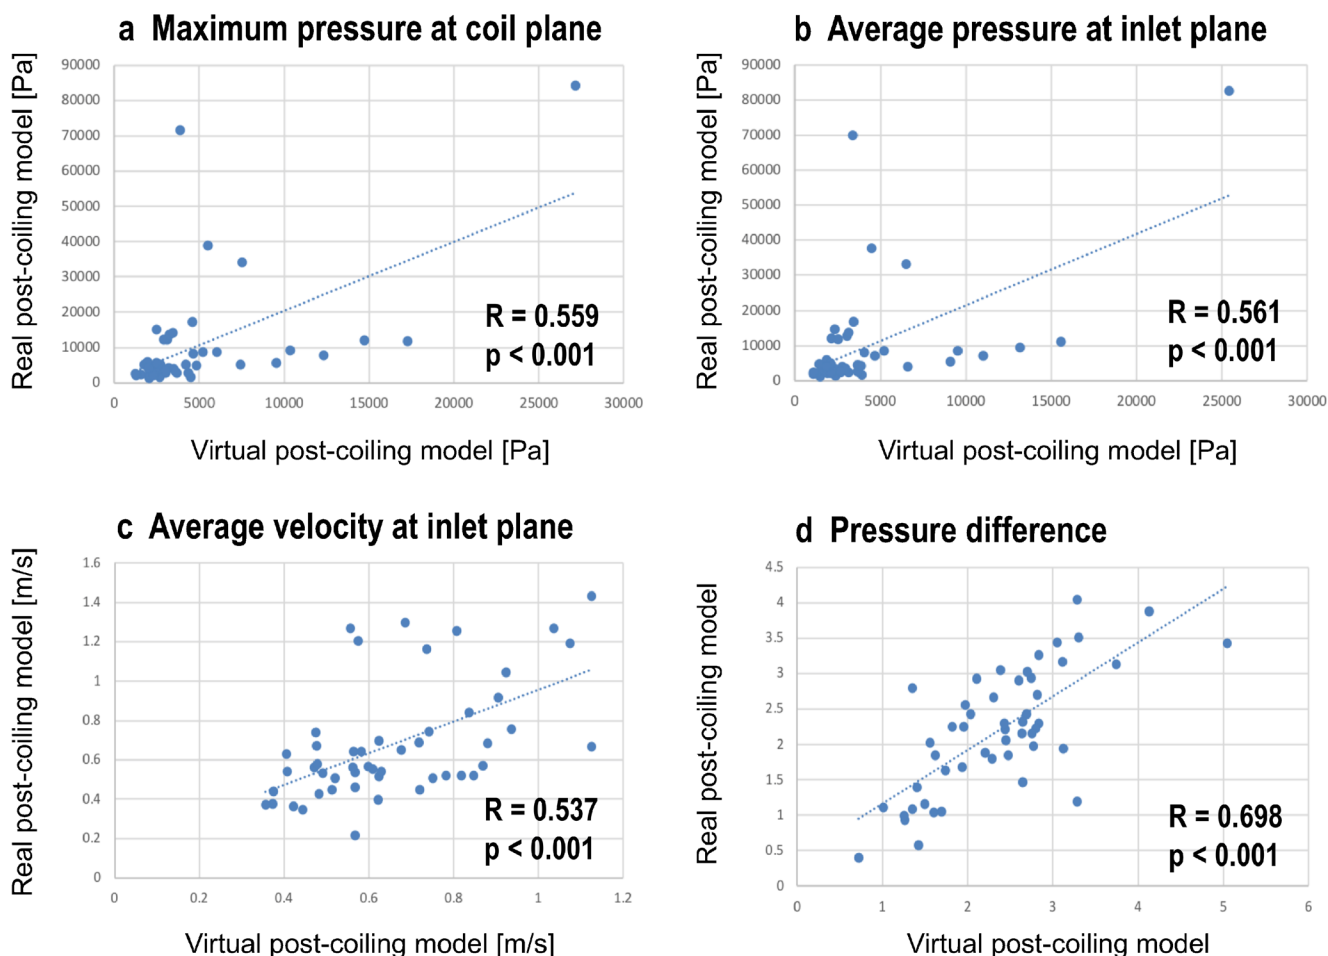 a Maximum pressure at coil plane
Real post-coiling model [Pa]
90000
80000
70000
60000
50000
40000
30000
20000
10000
0
R = 0.559
p < 0.001
0 5000 10000 15000 20000 25000 30000
Virtual post-coiling model [Pa]
b Average pressure at inlet plane
Real post-coiling model [Pa]
90000
80000
70000
60000
50000
40000
30000
20000
10000
0
R = 0.561
p < 0.001
0 5000 10000 15000 20000 25000 30000
Virtual post-coiling model [Pa]
c Average velocity at inlet plane
Real post-coiling model [m/s]
1.6
1.4
1.2
1
0.8
0.6
0.4
0.2
0
R = 0.537
p < 0.001
0 0.2 0.4 0.6 0.8 1 1.2
Virtual post-coiling model [m/s]
d Pressure difference
Real post-coiling model
4.5
4
3.5
3
2.5
2
1.5
1
0.5
0
R = 0.698
p < 0.001
0 1 2 3 4 5 6
Virtual post-coiling model